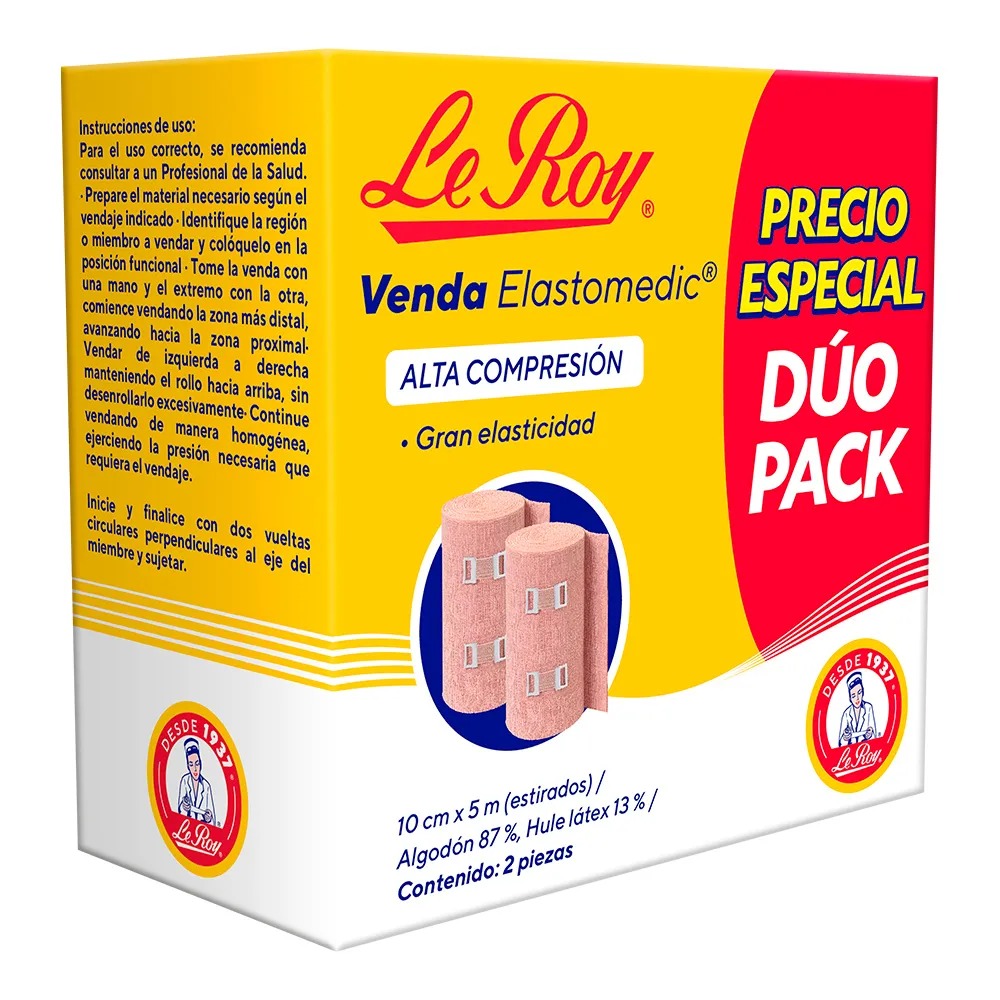 Instrucciones de uso:
Para el uso correcto, se recomienda
consultar a un Profesional de la Salud.
· Prepare el material necesario según el
vendaje indicado · Identifique la región
o miembro a vendar y colóquelo en la
posición funcional · Tome la venda con
una mano y el extremo con la otra,
comience vendando la zona más distal,
avanzando hacia la zona proximal·
Vendar de izquierda a derecha
manteniendo el rollo hacia arriba, sin
desenrollarlo excesivamente· Continue
vendando de manera homogénea,
ejerciendo la presión necesaria que
requiera el vendaje.
Inicie y finalice con dos vueltas
circulares perpendiculares al eje del
miembre y sujetar.
DESDE 1937
Le Roy
Le Roy®
Venda Elastomedic®
ALTA COMPRESIÓN
• Gran elasticidad
10 cm x 5 m (estirados) /
Algodón 87 %, Hule látex 13 % /
Contenido: 2 piezas
PRECIO
ESPECIAL
DÚO
PACK
DESDE 1937
Le Roy